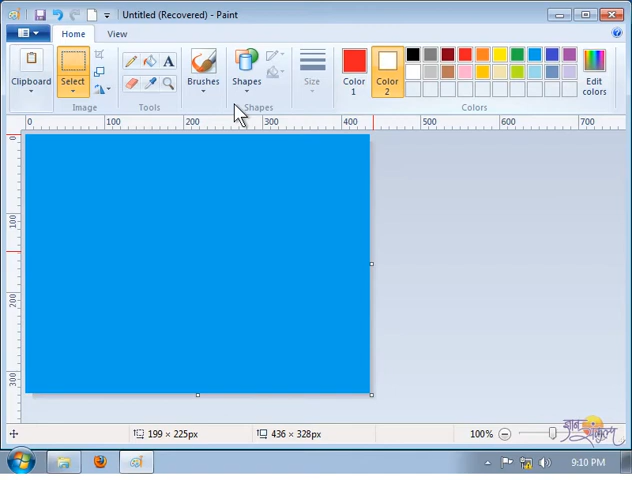 Untitled (Recovered) - Paint
Home View
Clipboard Select Brushes Shapes Size Color 1 Color 2 Edit colors
Image Tools Shapes Colors
0 100 200 300 400 500 600 700
0
100
200
300
199 × 225px 436 × 328px 100%
9:10 PM